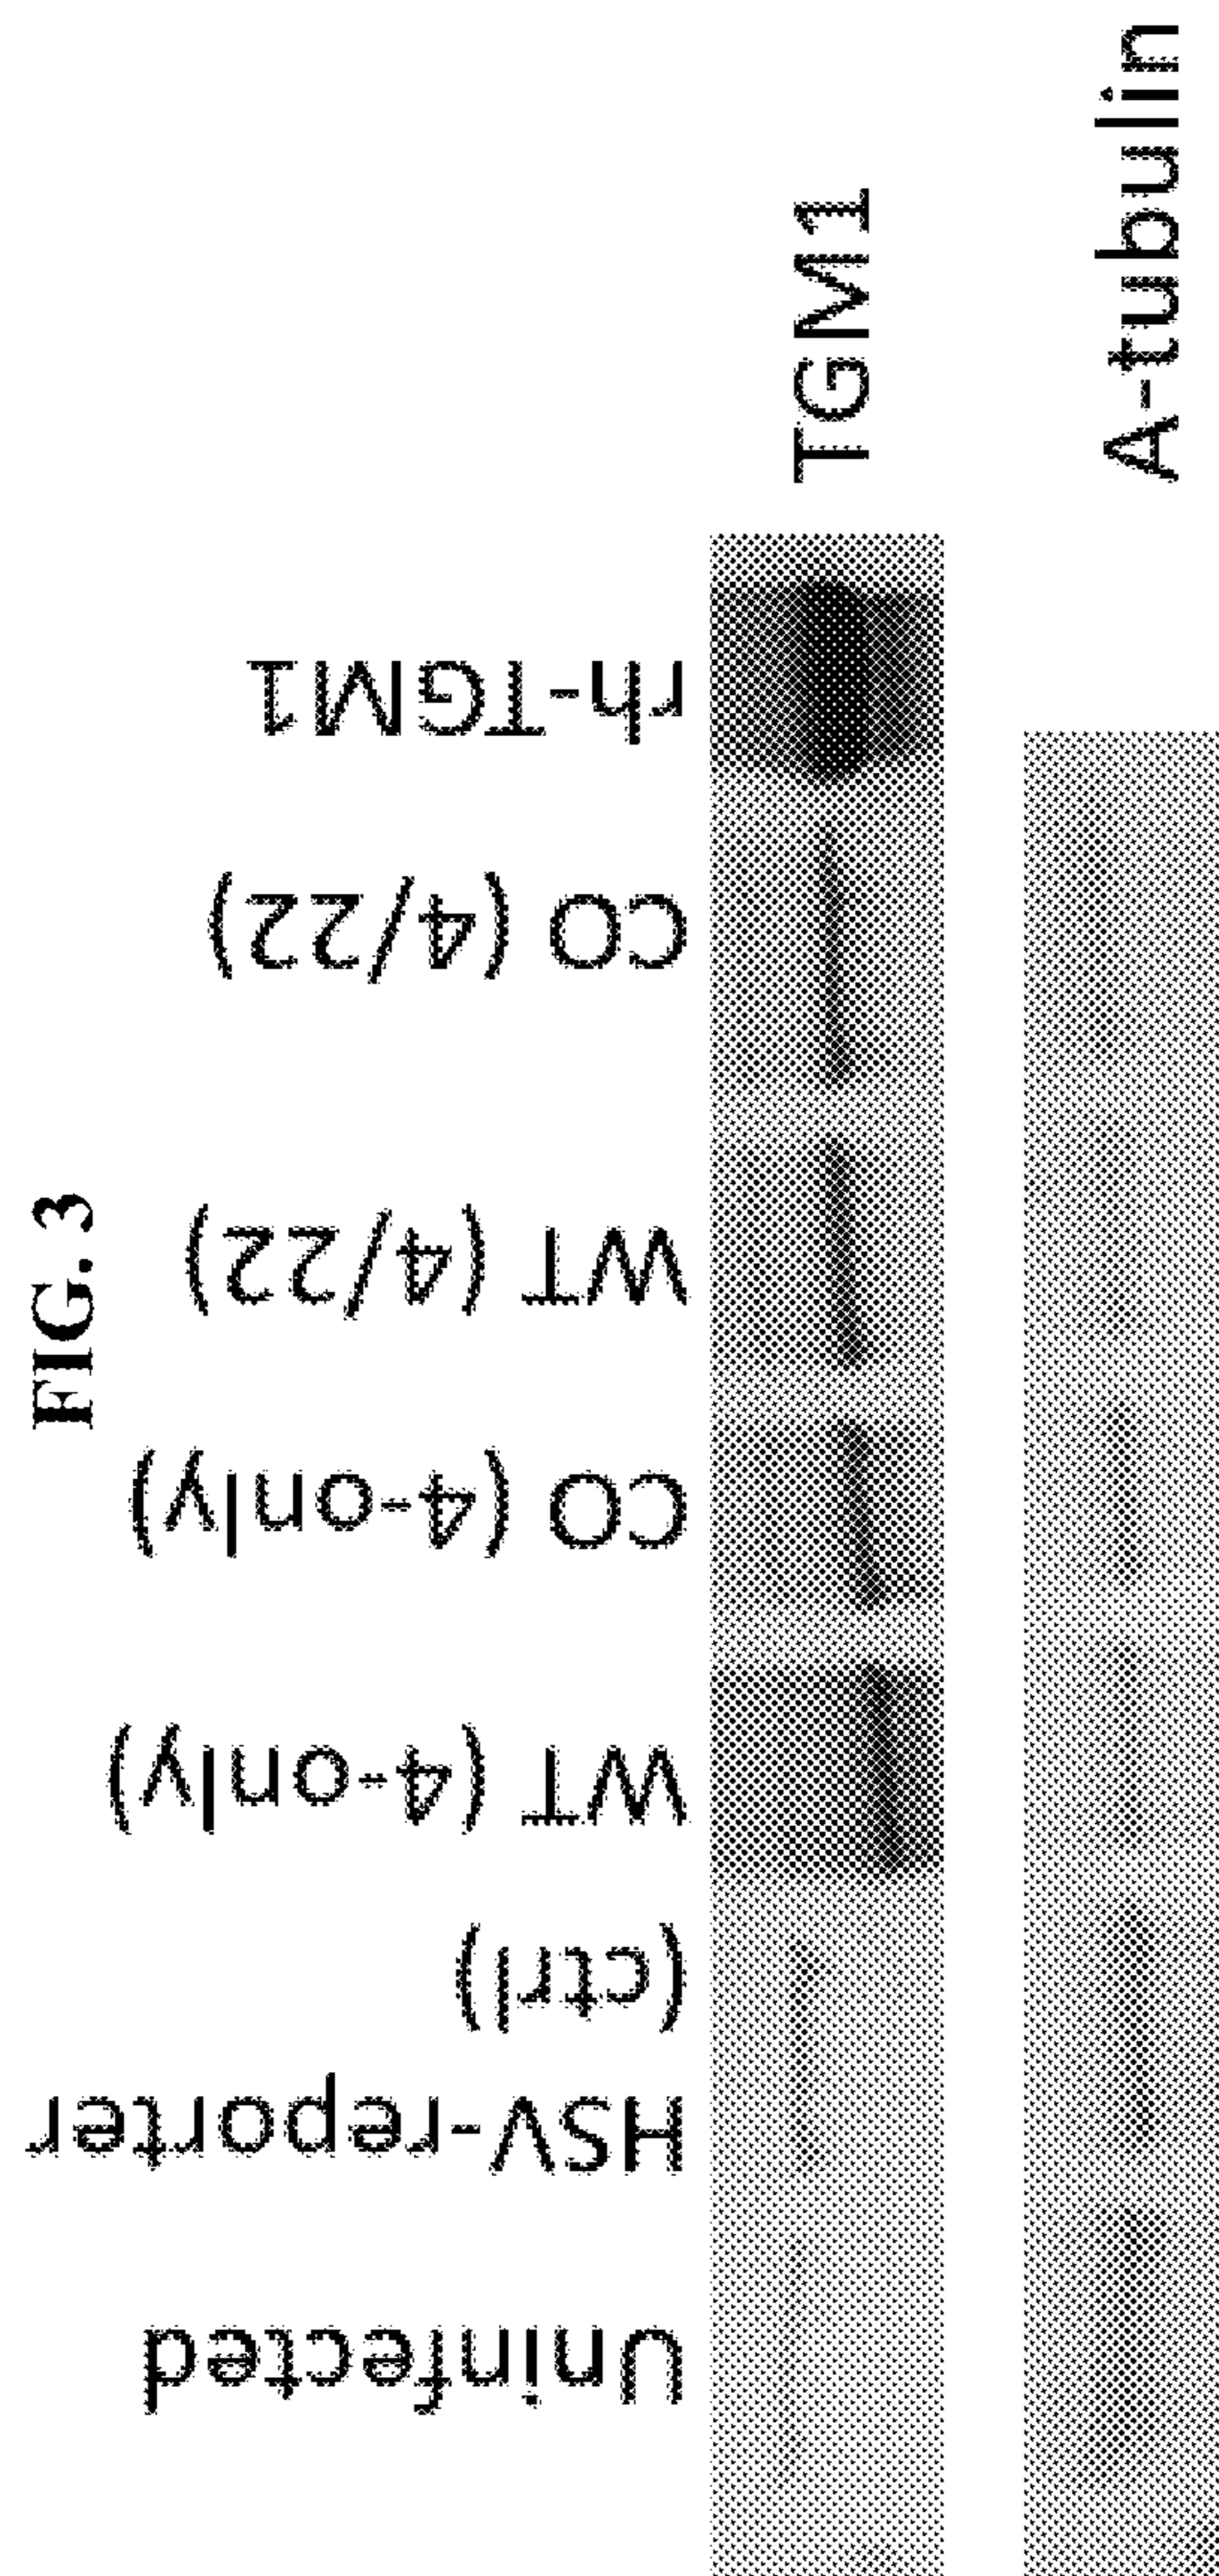 FIG. 3
Uninfected
HSV-reporter
(ctrl)
WT (4-only)
CO (4-only)
WT (4/22)
CO (4/22)
rh-TGM1
TGM1
A-tubulin